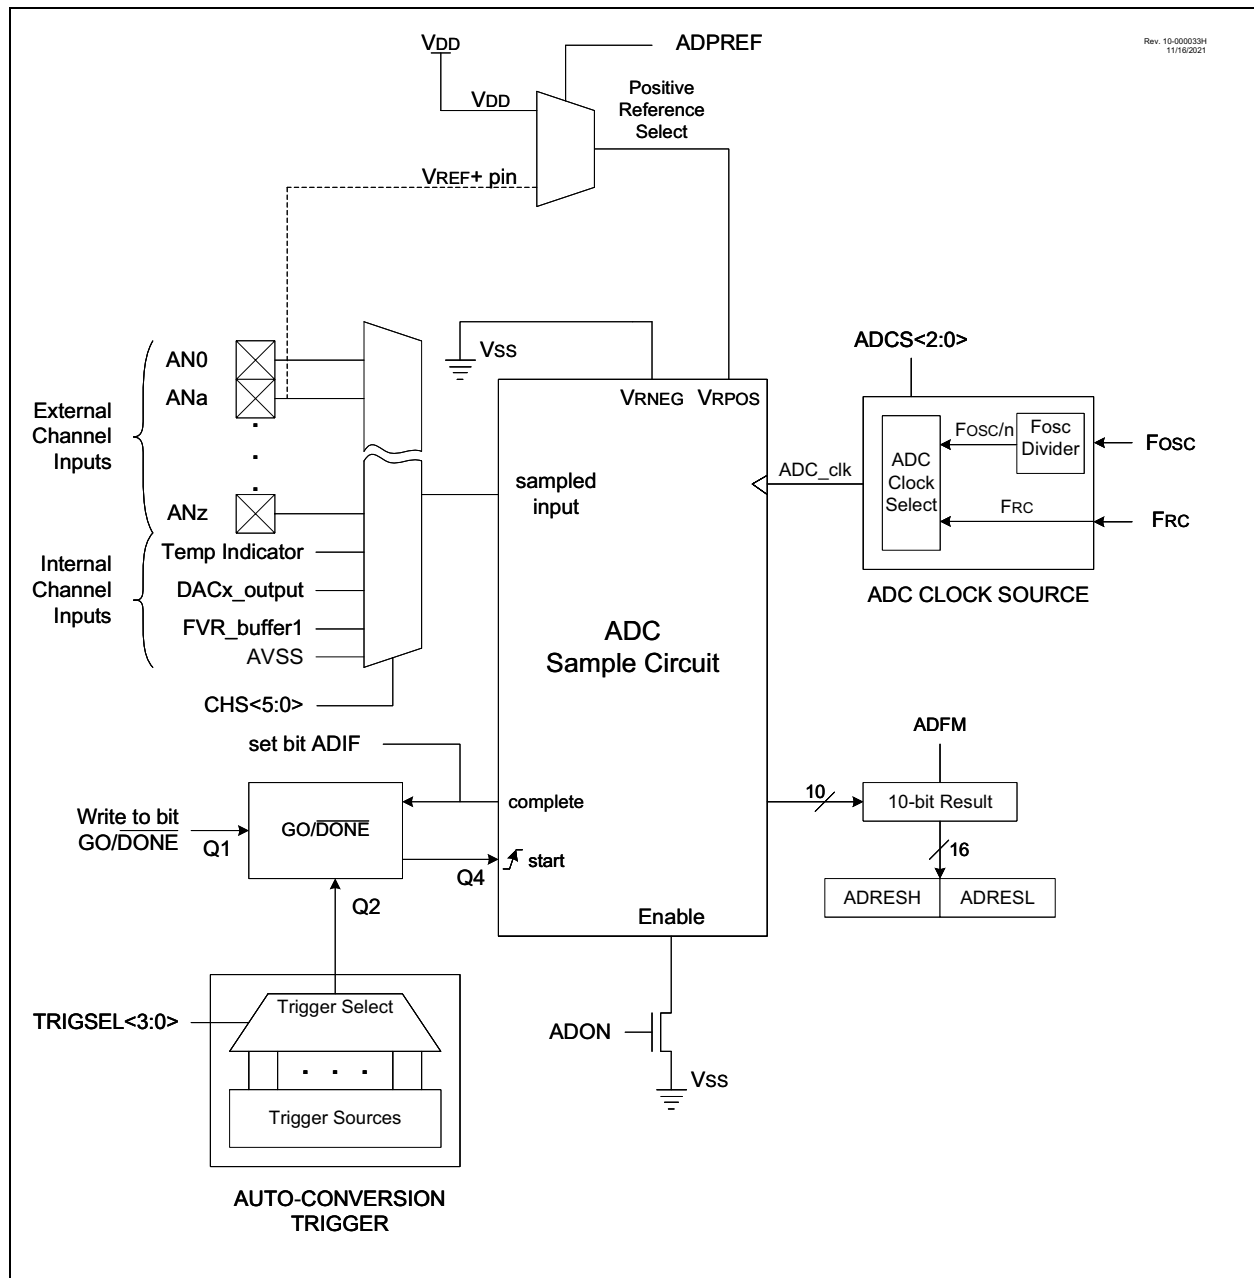 Rev. 10-000033H
11/16/2021
VDD
ADPREF
VDD
Positive
Reference
Select
VREF+ pin
VSS
VRNEG VRPOS
ADCS<2:0>
External
Channel
Inputs
AN0
ANa
.
.
.
ANz
Internal
Channel
Inputs
Temp Indicator
DACx_output
FVR_buffer1
AVSS
CHS<5:0>
sampled
input
ADC_clk
ADC
Clock
Select
FOSC/n
Fosc
Divider
FOSC
FRC
FRC
ADC CLOCK SOURCE
ADC
Sample Circuit
set bit ADIF
complete
Write to bit
GO/DONE
Q1
GO/DONE
Q4
start
Q2
Enable
ADFM
10
10-bit Result
16
ADRESH ADRESL
TRIGSEL<3:0>
Trigger Select
. . .
Trigger Sources
AUTO-CONVERSION
TRIGGER
ADON
VSS